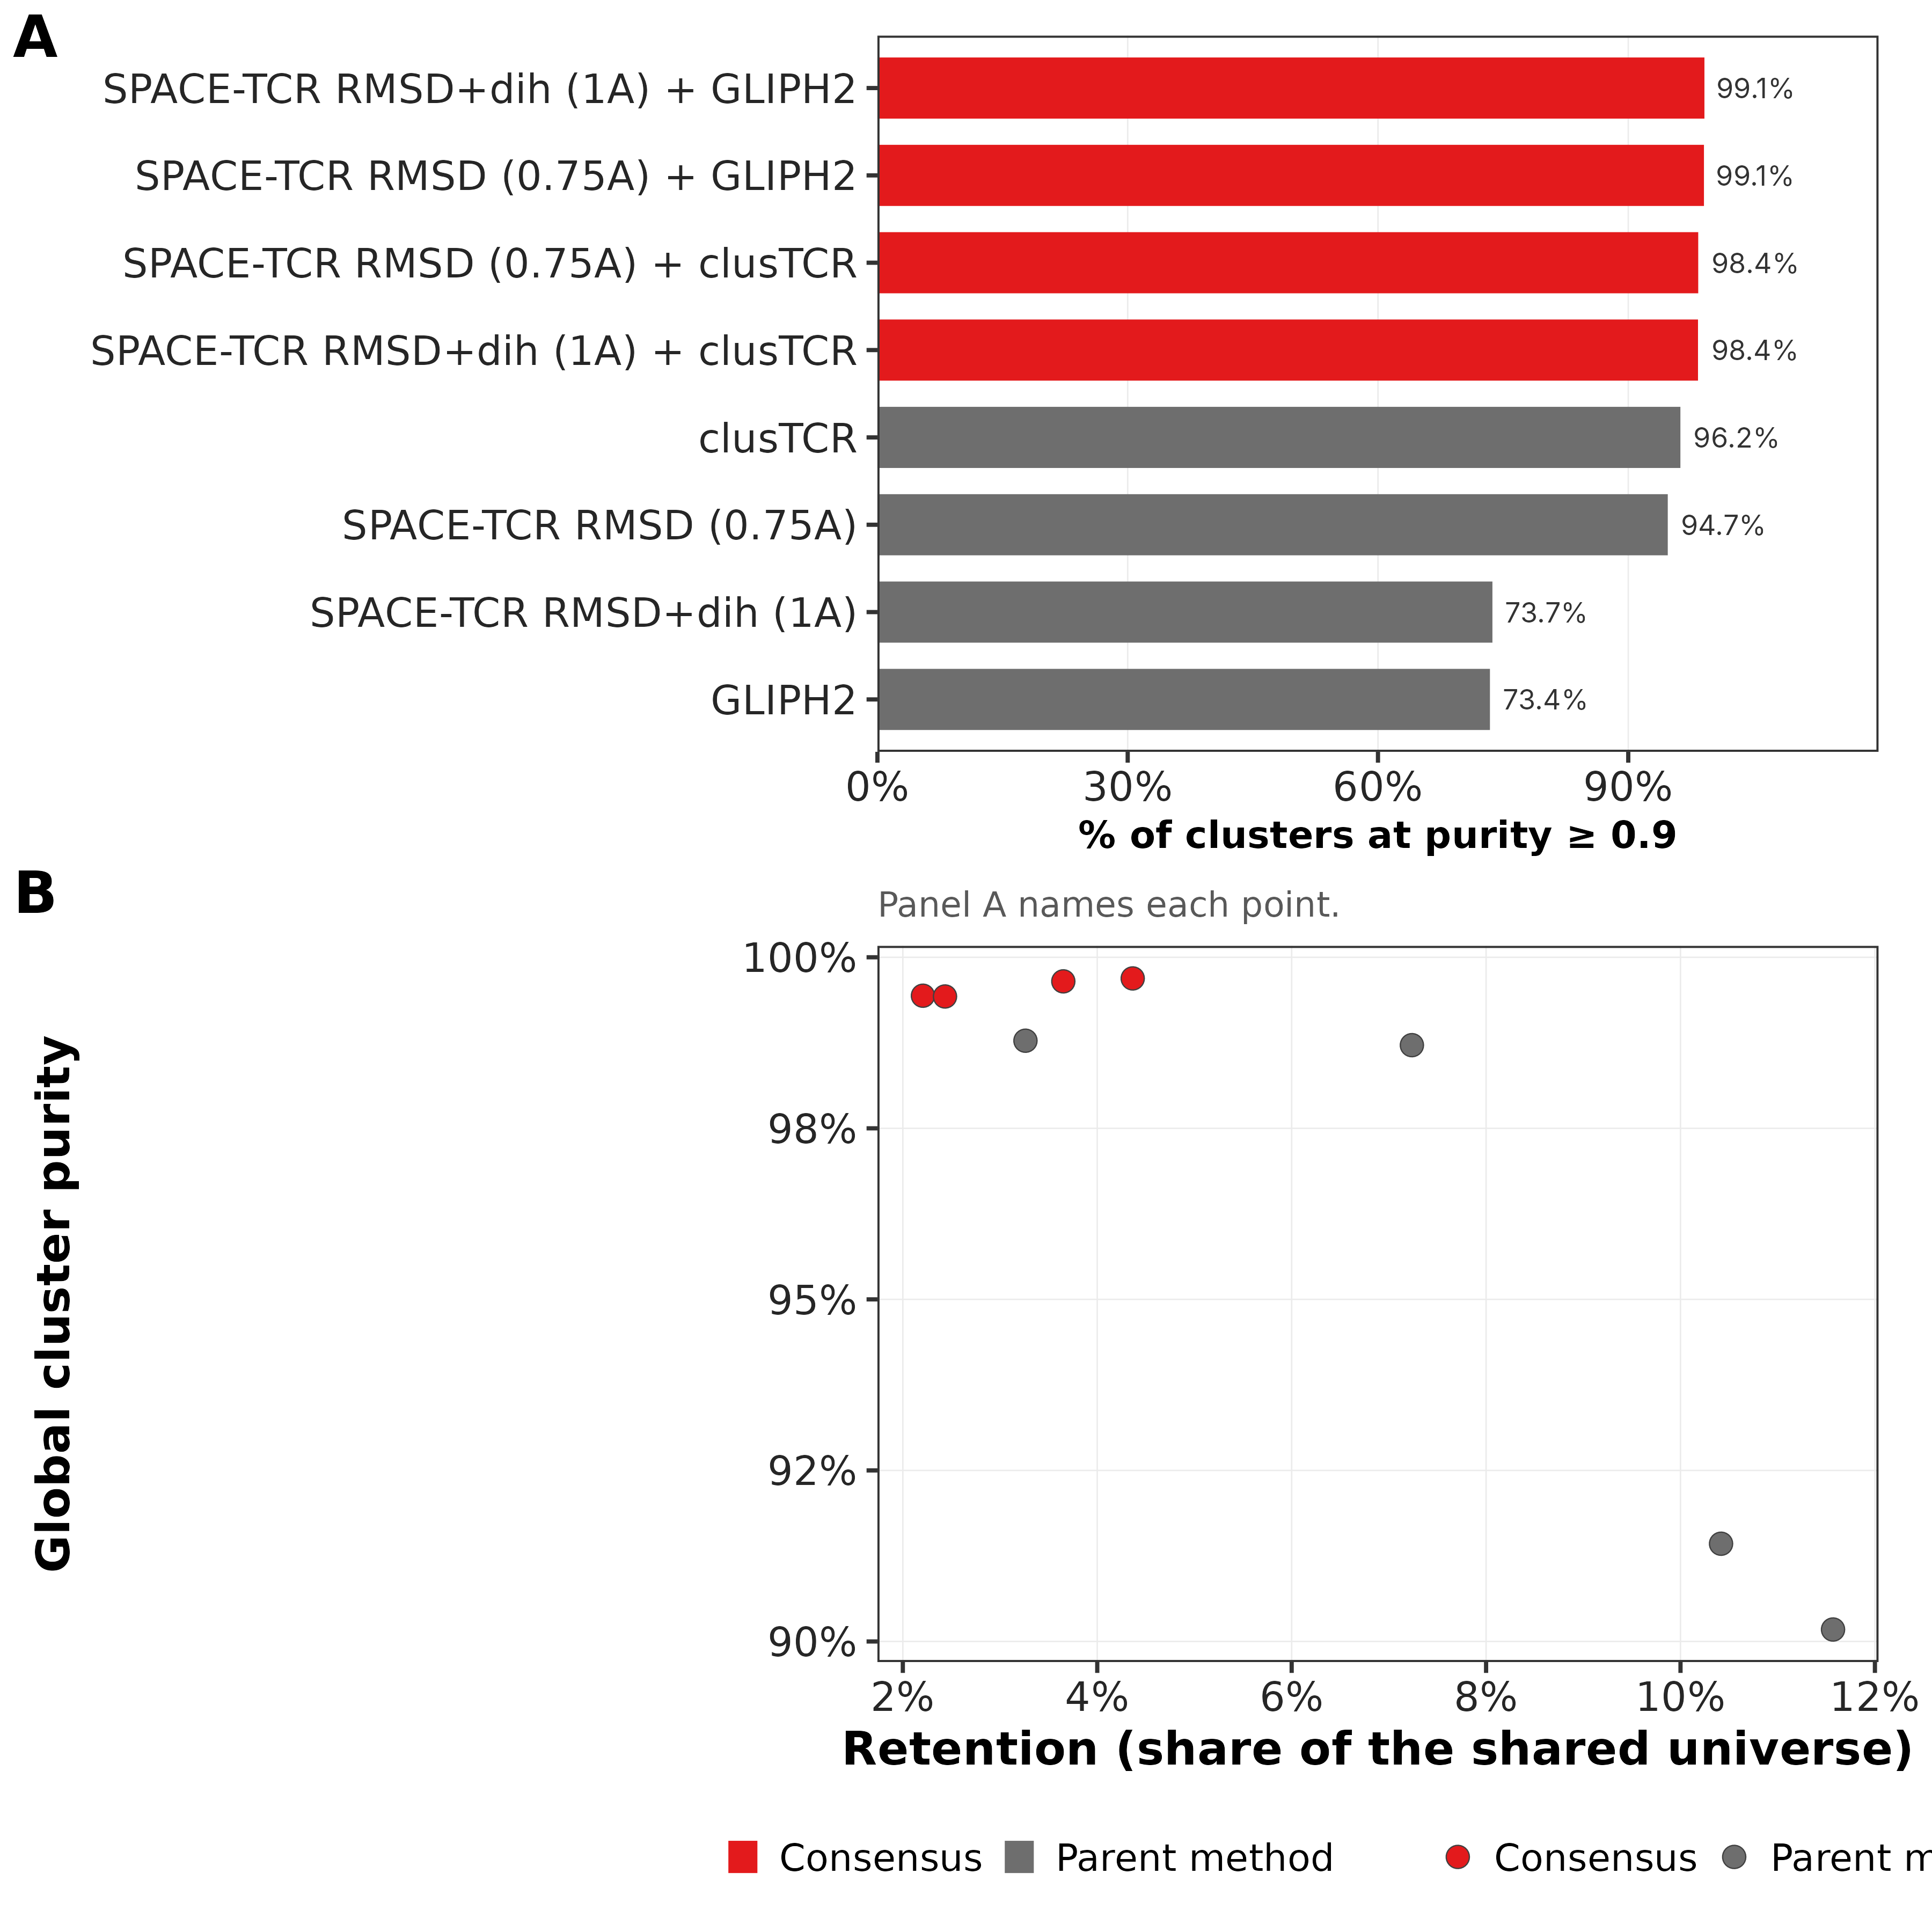 A
SPACE-TCR RMSD+dih (1A) + GLIPH2
99.1%
SPACE-TCR RMSD (0.75A) + GLIPH2
99.1%
SPACE-TCR RMSD (0.75A) + clusTCR
98.4%
SPACE-TCR RMSD+dih (1A) + clusTCR
98.4%
clusTCR
96.2%
SPACE-TCR RMSD (0.75A)
94.7%
SPACE-TCR RMSD+dih (1A)
73.7%
GLIPH2
73.4%
0% 30% 60% 90%
% of clusters at purity ≥ 0.9
B
Panel A names each point.
Global cluster purity
100%
98%
95%
92%
90%
2% 4% 6% 8% 10% 12%
Retention (share of the shared universe)
Consensus Parent method Consensus Parent m